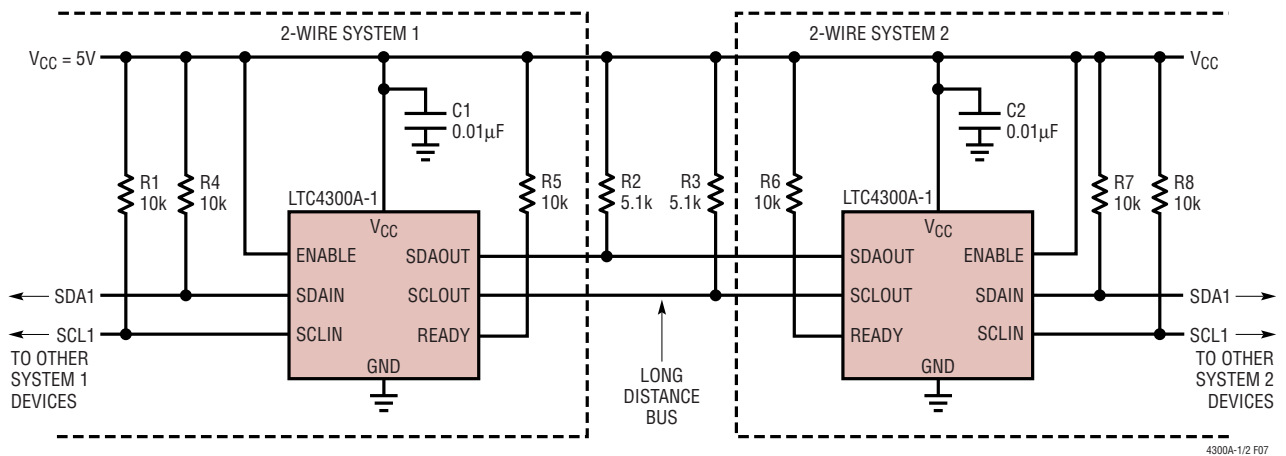 2-WIRE SYSTEM 1
2-WIRE SYSTEM 2
VCC = 5V
VCC
C1
0.01µF
C2
0.01µF
R1
10k
R4
10k
R5
10k
R2
5.1k
R3
5.1k
R6
10k
R7
10k
R8
10k
LTC4300A-1
VCC
ENABLE
SDAIN
SCLIN
SDAOUT
SCLOUT
READY
GND
LTC4300A-1
VCC
SDAOUT
SCLOUT
READY
ENABLE
SDAIN
SCLIN
GND
SDA1
SCL1
TO OTHER
SYSTEM 1
DEVICES
LONG
DISTANCE
BUS
SDA1
SCL1
TO OTHER
SYSTEM 2
DEVICES
4300A-1/2 F07